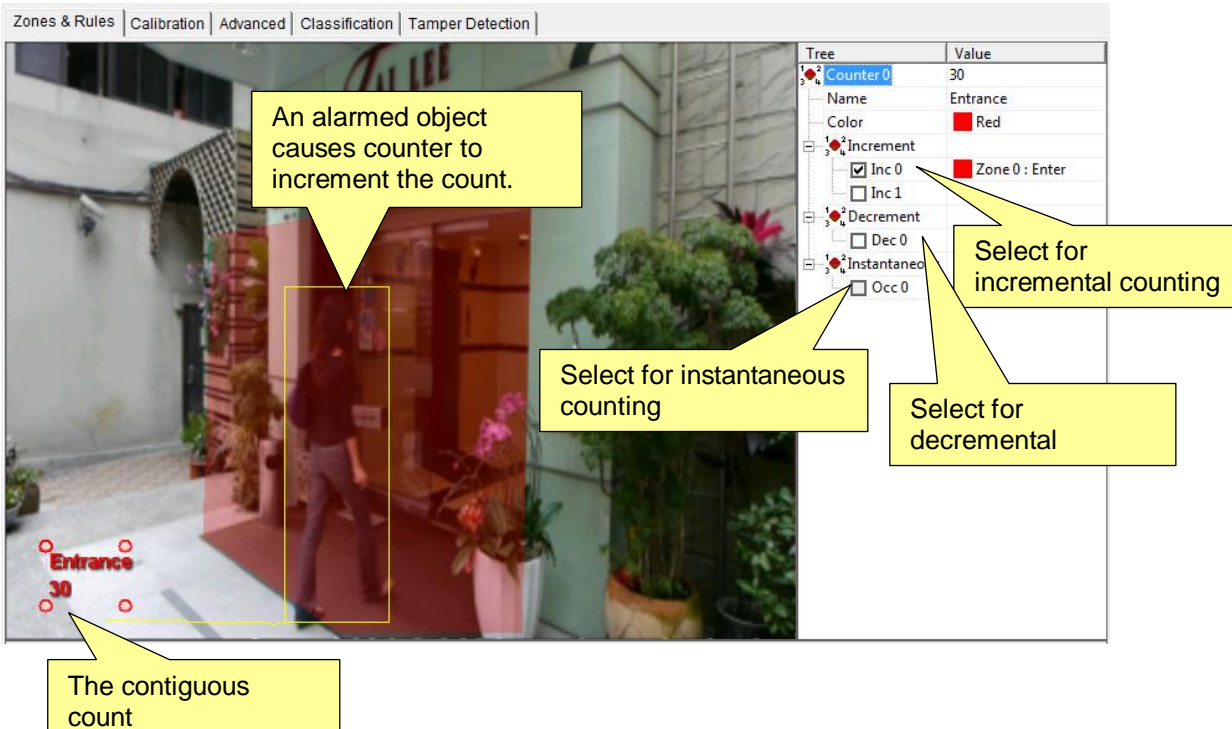 Zones & Rules Calibration Advanced Classification Tamper Detection
Tree Value
Counter 0 30
Name Entrance
Color Red
Increment
Inc 0 Zone 0 : Enter
Inc 1
Decrement
Dec 0
Instantaneo
Occ 0
LEE
An alarmed object
causes counter to
increment the count.
Select for
incremental counting
Select for instantaneous
counting
Select for
decremental
Entrance
30
The contiguous
count